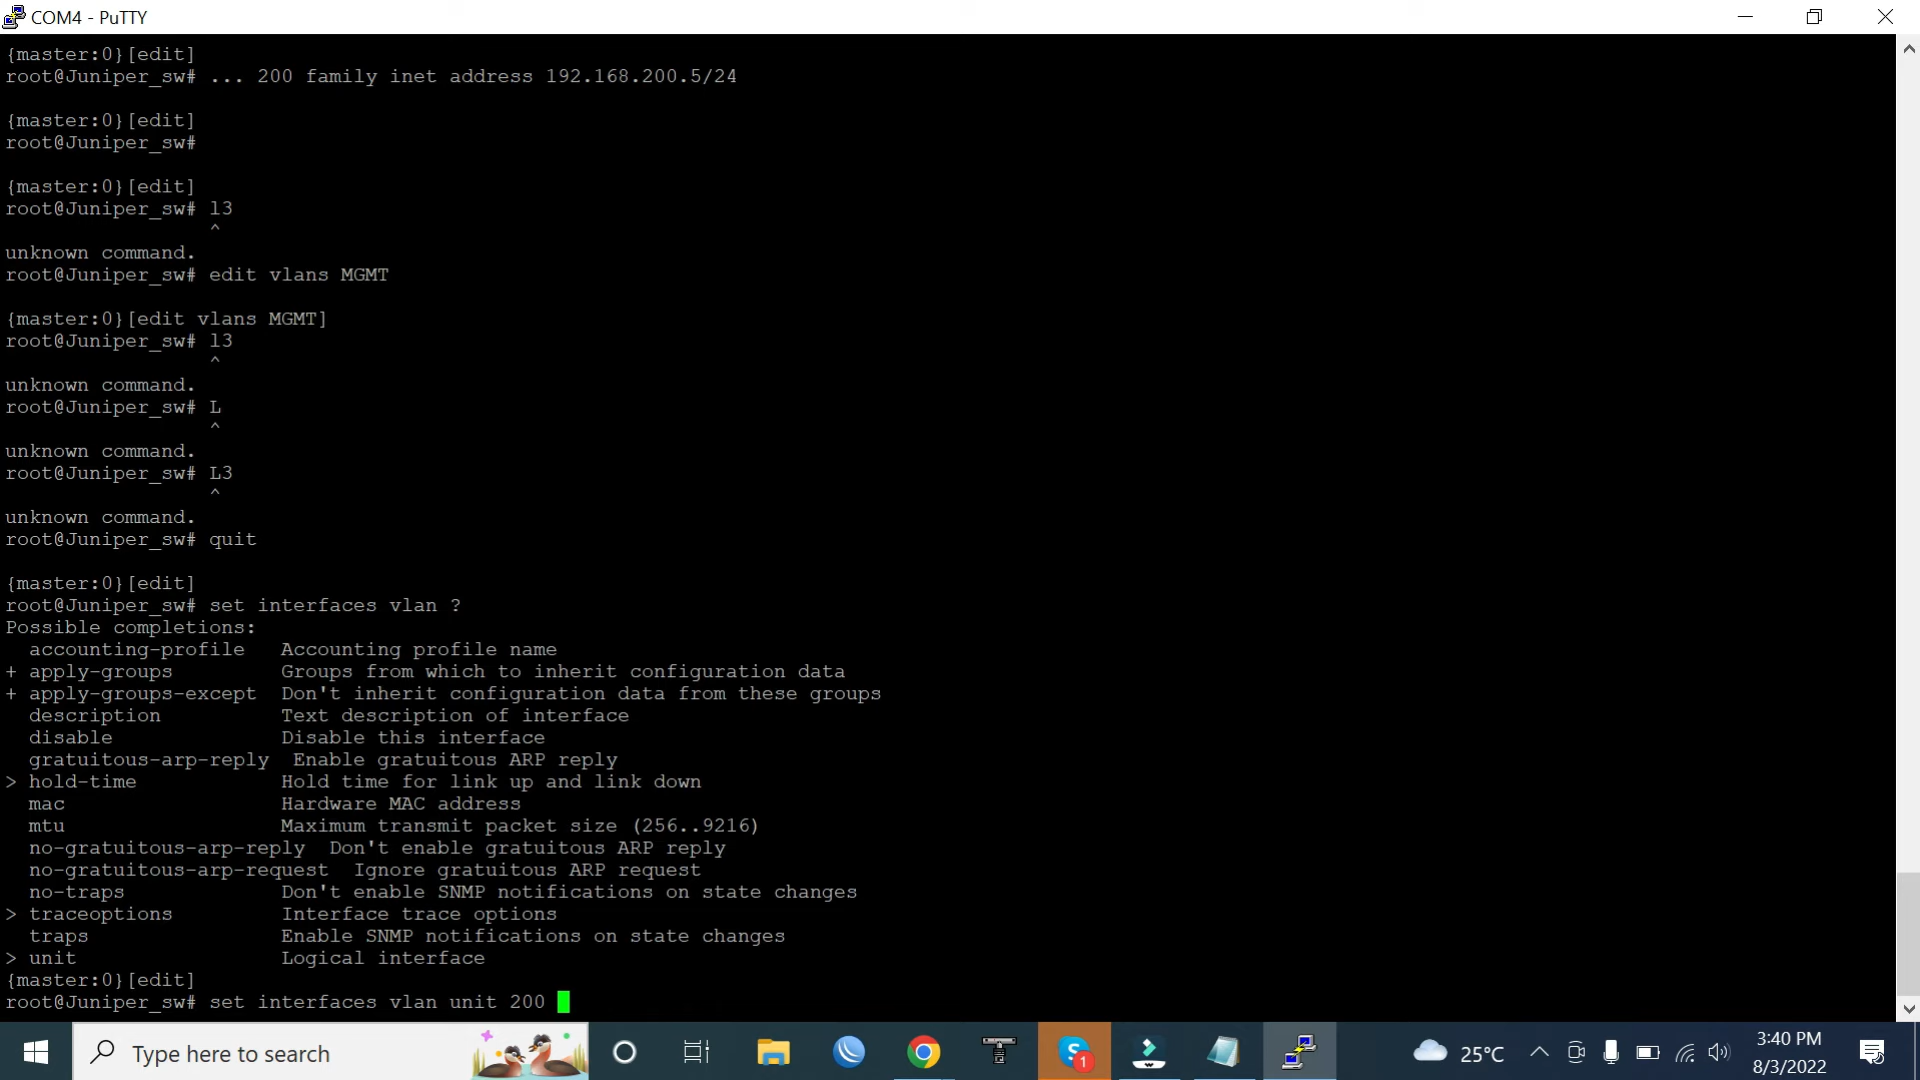 COM4 - PuTTY
{master:0}[edit]
root@Juniper_sw# ... 200 family inet address 192.168.200.5/24
{master:0}[edit]
root@Juniper_sw#
{master:0}[edit]
root@Juniper_sw# l3
^
unknown command.
root@Juniper_sw# edit vlans MGMT
{master:0}[edit vlans MGMT]
root@Juniper_sw# l3
^
unknown command.
root@Juniper_sw# L
^
unknown command.
root@Juniper_sw# L3
^
unknown command.
root@Juniper_sw# quit
{master:0}[edit]
root@Juniper_sw# set interfaces vlan ?
Possible completions:
accounting-profile Accounting profile name
+ apply-groups Groups from which to inherit configuration data
+ apply-groups-except Don't inherit configuration data from these groups
description Text description of interface
disable Disable this interface
gratuitous-arp-reply Enable gratuitous ARP reply
> hold-time Hold time for link up and link down
mac Hardware MAC address
mtu Maximum transmit packet size (256..9216)
no-gratuitous-arp-reply Don't enable gratuitous ARP reply
no-gratuitous-arp-request Ignore gratuitous ARP request
no-traps Don't enable SNMP notifications on state changes
> traceoptions Interface trace options
traps Enable SNMP notifications on state changes
> unit Logical interface
{master:0}[edit]
root@Juniper_sw# set interfaces vlan unit 200
Type here to search
S
1
25°C
3:40 PM
8/3/2022